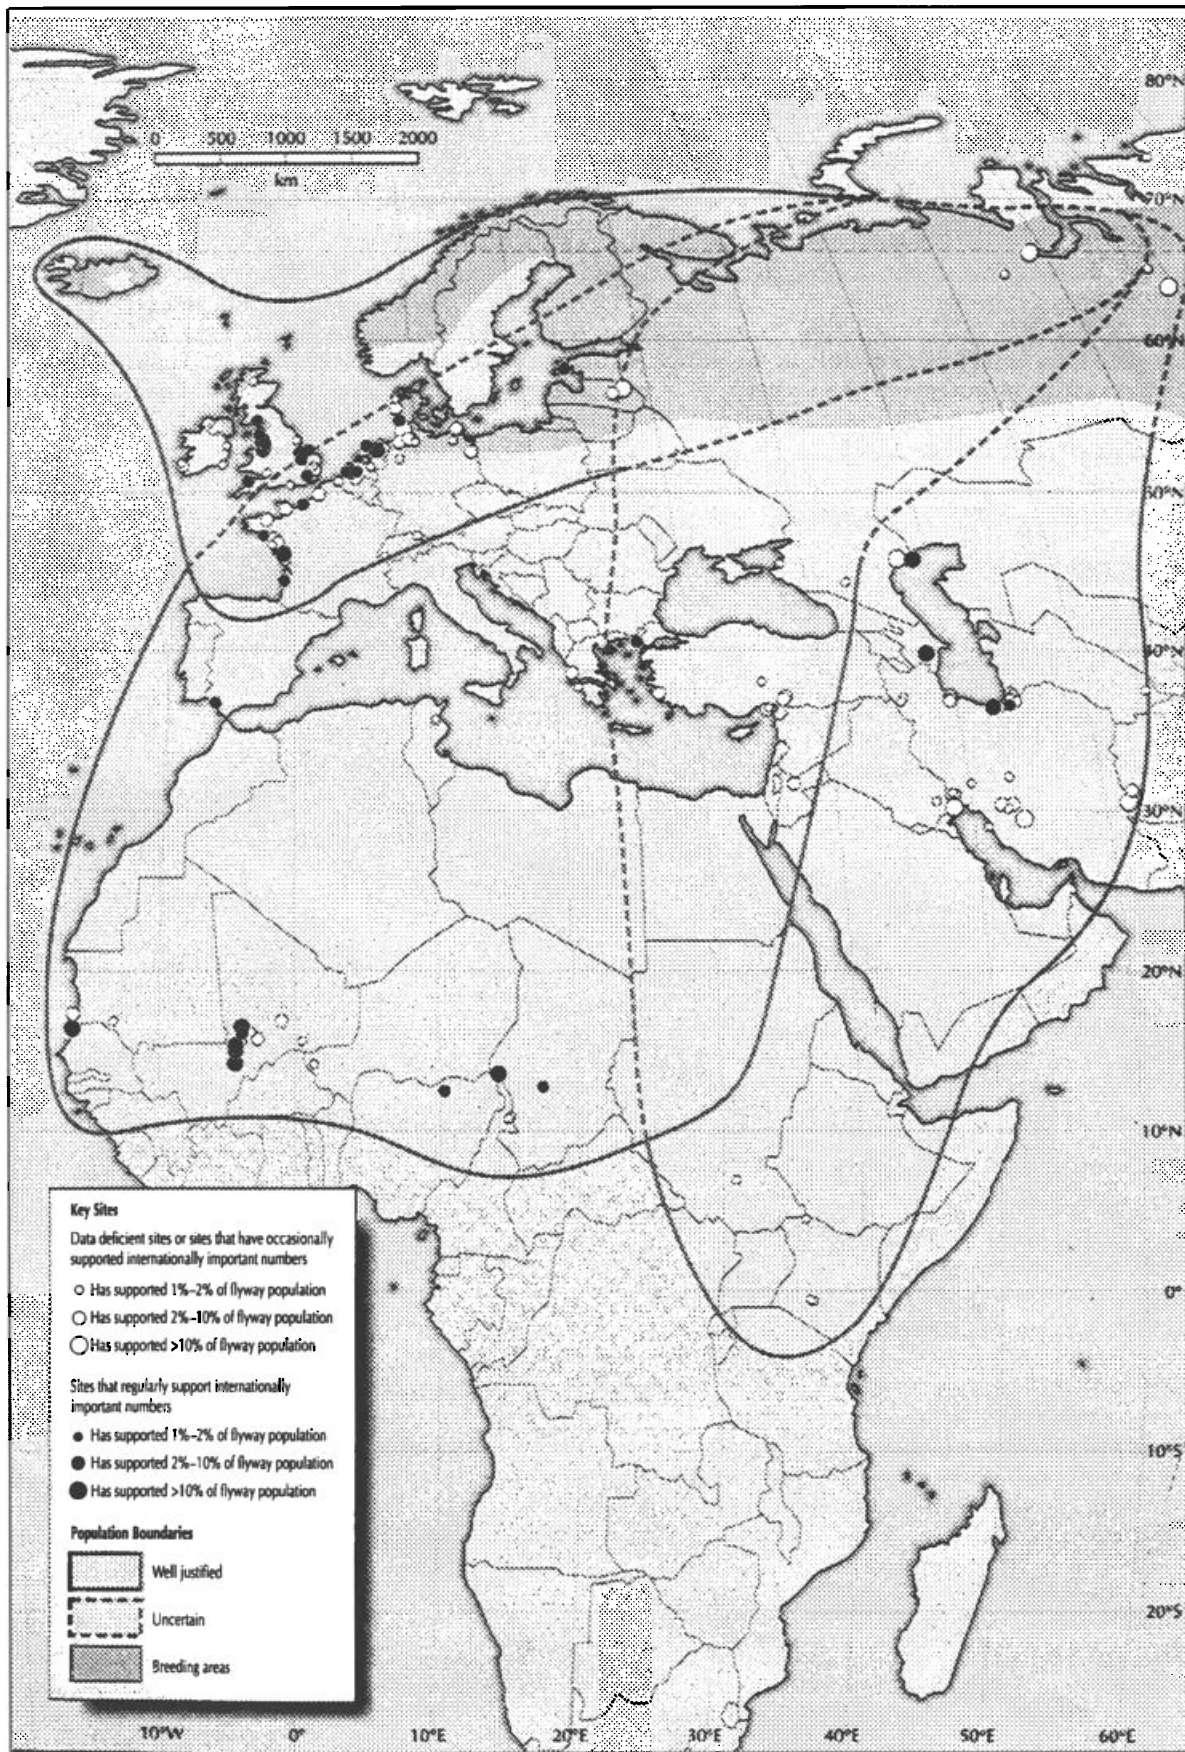 80°N
0 500 1000 1500 2000
km
70°N
60°N
50°N
40°N
30°N
20°N
10°N
0°
10°S
20°S
Key Sites
Data deficient sites or sites that have occasionally
supported internationally important numbers
Has supported 1%–2% of flyway population
Has supported 2%–10% of flyway population
Has supported >10% of flyway population
Sites that regularly support internationally
important numbers
Has supported 1%–2% of flyway population
Has supported 2%–10% of flyway population
Has supported >10% of flyway population
Population Boundaries
Well justified
Uncertain
Breeding areas
10°W 0° 10°E 20°E 30°E 40°E 50°E 60°E